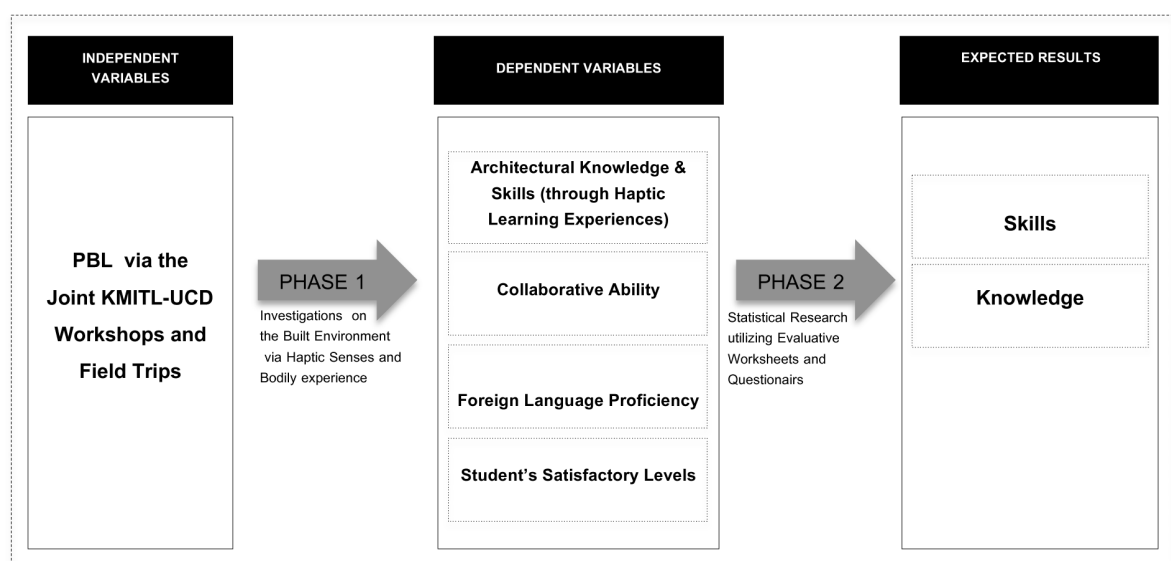 INDEPENDENT
VARIABLES
DEPENDENT VARIABLES
EXPECTED RESULTS
PBL via the
Joint KMITL-UCD
Workshops and
Field Trips
PHASE 1
Investigations on
the Built Environment
via Haptic Senses and
Bodily experience
Architectural Knowledge &
Skills (through Haptic
Learning Experiences)
Collaborative Ability
Foreign Language Proficiency
Student’s Satisfactory Levels
PHASE 2
Statistical Research
utilizing Evaluative
Worksheets and
Questionairs
Skills
Knowledge